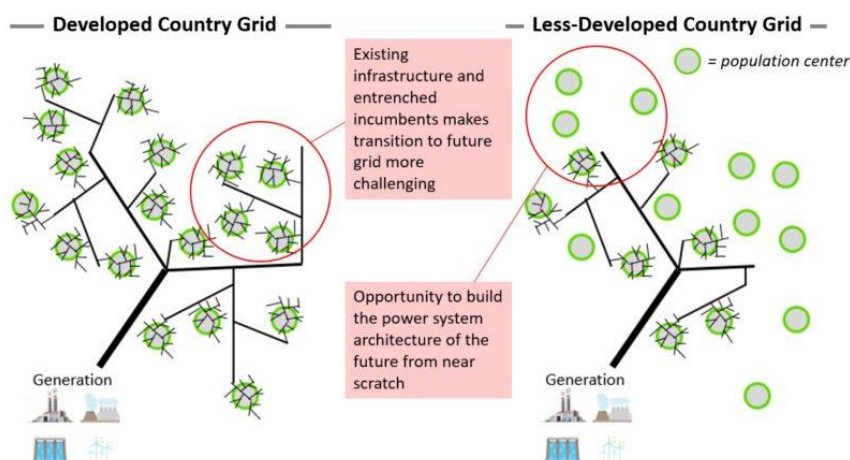 Developed Country Grid
Less-Developed Country Grid
= population center
Existing
infrastructure and
entrenched
incumbents makes
transition to future
grid more
challenging
Opportunity to build
the power system
architecture of the
future from near
scratch
Generation
Generation